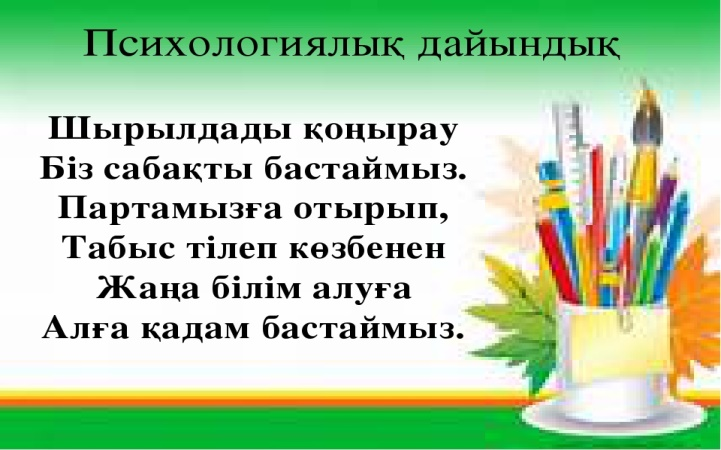 Психологиялық дайындық
Шырылдады қоңырау
Біз сабақты бастаймыз.
Партамызға отырып,
Табыс тілеп көзбенен
Жаңа білім алуға
Алға қадам бастаймыз.